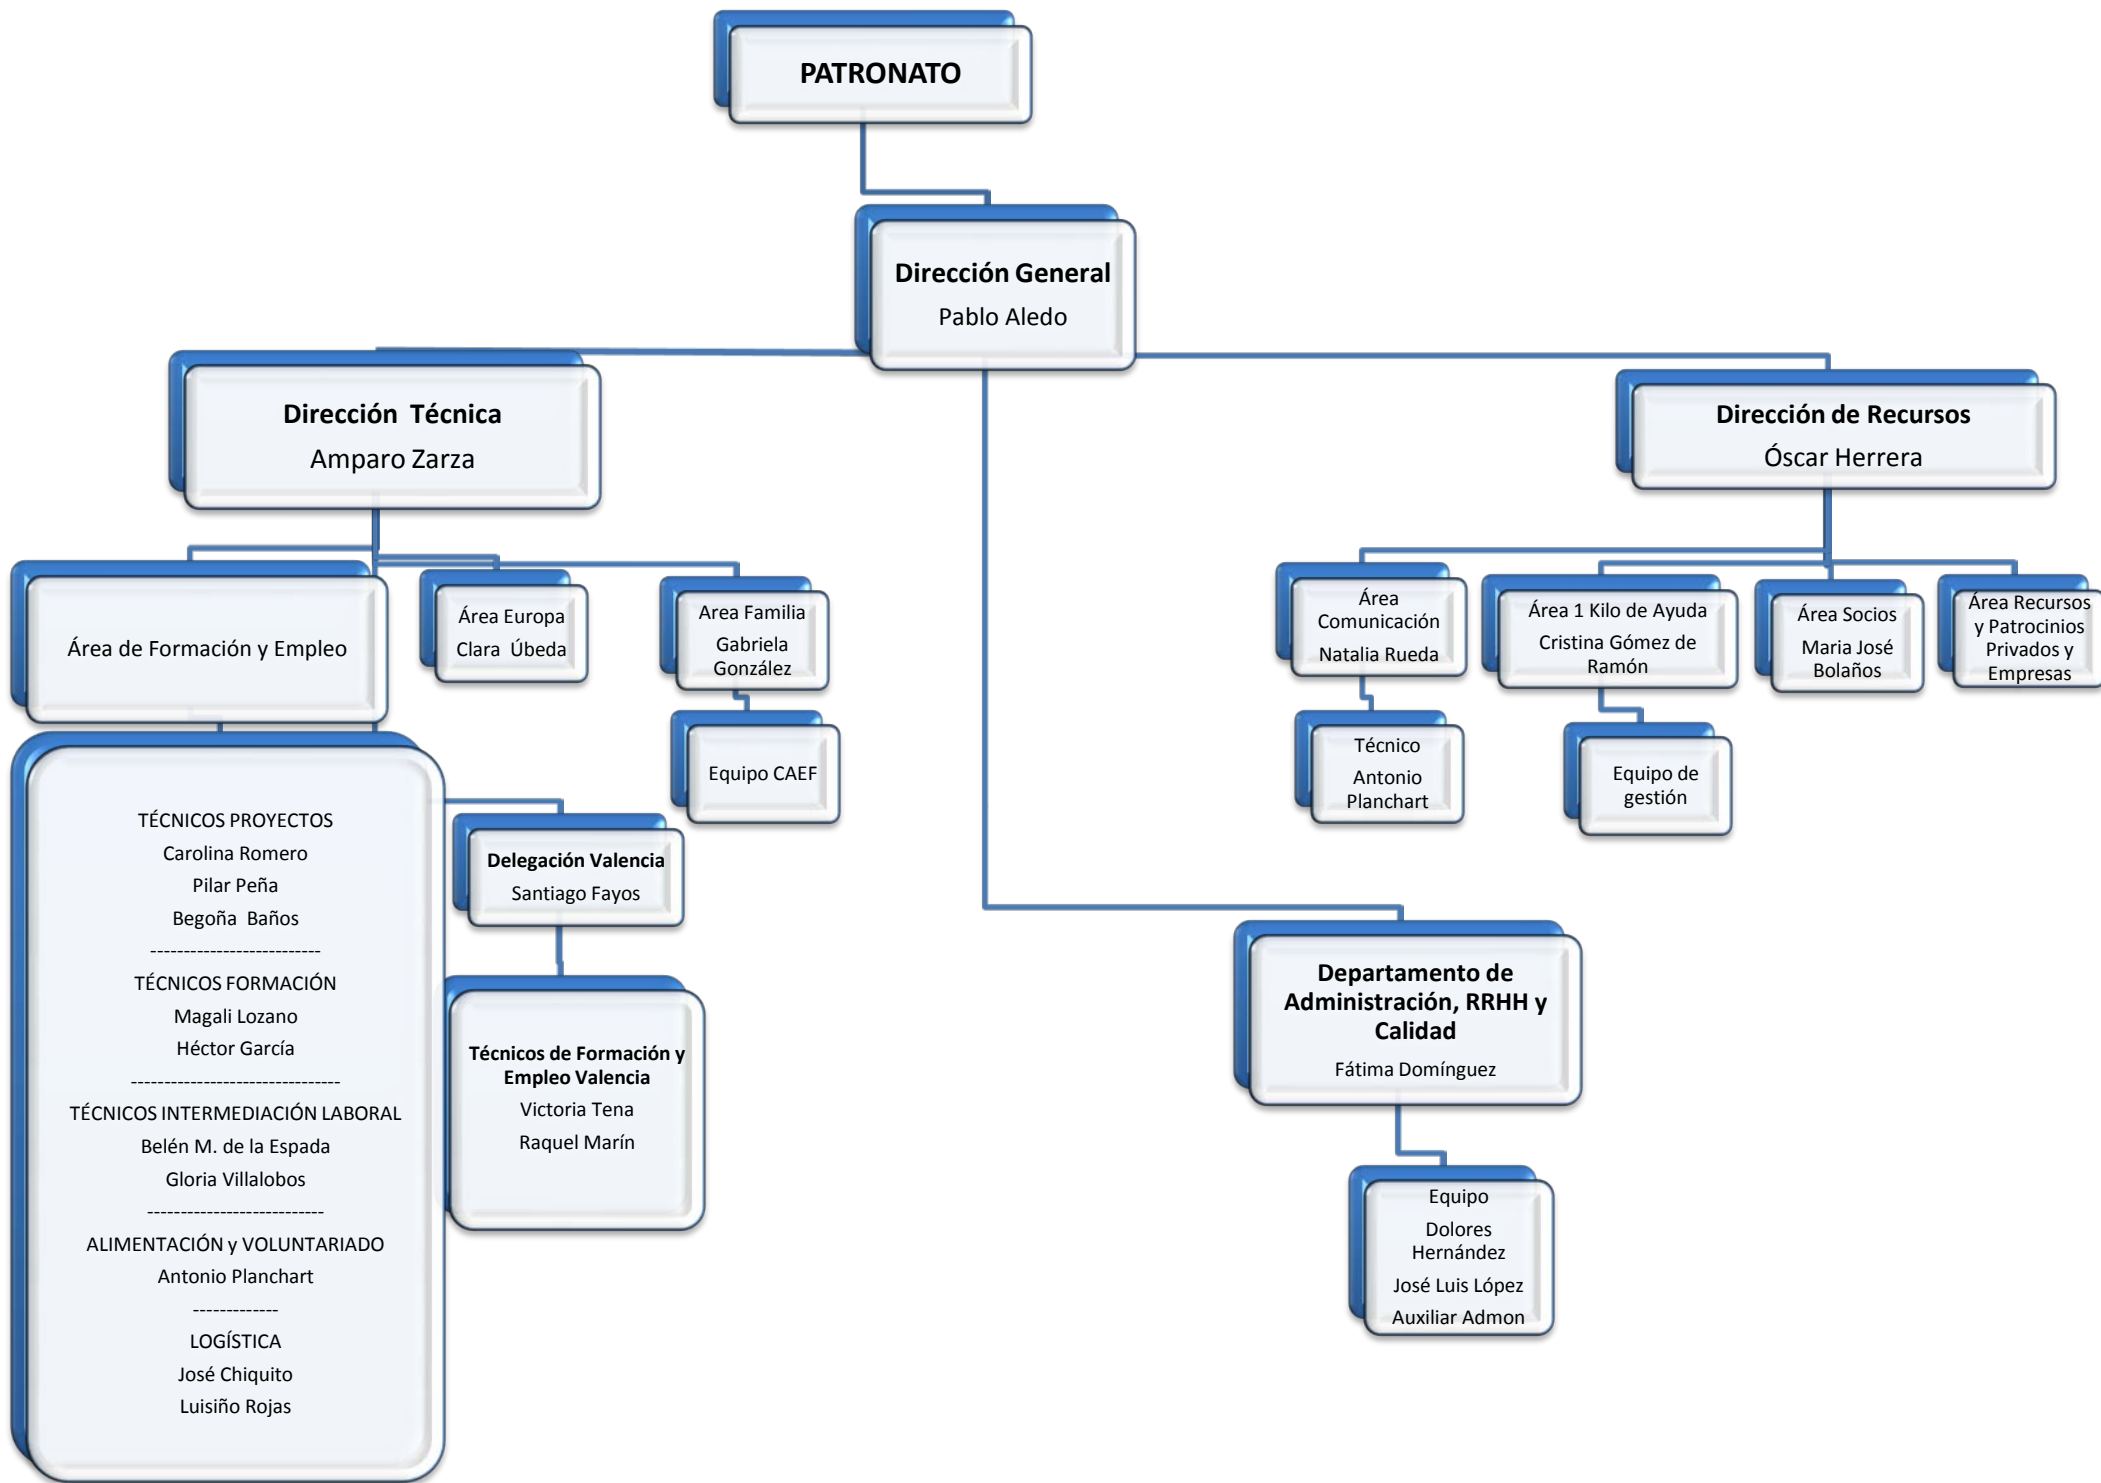 PATRONATO
Dirección General
Pablo Aledo
Dirección Técnica
Amparo Zarza
Dirección de Recursos
Óscar Herrera
Área de Formación y Empleo
Área Europa
Clara Úbeda
Area Familia
Gabriela
González
Equipo CAEF
Área
Comunicación
Natalia Rueda
Técnico
Antonio
Planchart
Área 1 Kilo de Ayuda
Cristina Gómez de
Ramón
Equipo de
gestión
Área Socios
Maria José
Bolaños
Área Recursos
y Patrocinios
Privados y
Empresas
TÉCNICOS PROYECTOS
Carolina Romero
Pilar Peña
Begoña Baños
--------------------------
TÉCNICOS FORMACIÓN
Magali Lozano
Héctor García
--------------------------------
TÉCNICOS INTERMEDIACIÓN LABORAL
Belén M. de la Espada
Gloria Villalobos
---------------------------
ALIMENTACIÓN y VOLUNTARIADO
Antonio Planchart
-------------
LOGÍSTICA
José Chiquito
Luisiño Rojas
Delegación Valencia
Santiago Fayos
Técnicos de Formación y
Empleo Valencia
Victoria Tena
Raquel Marín
Departamento de
Administración, RRHH y
Calidad
Fátima Domínguez
Equipo
Dolores
Hernández
José Luis López
Auxiliar Admon